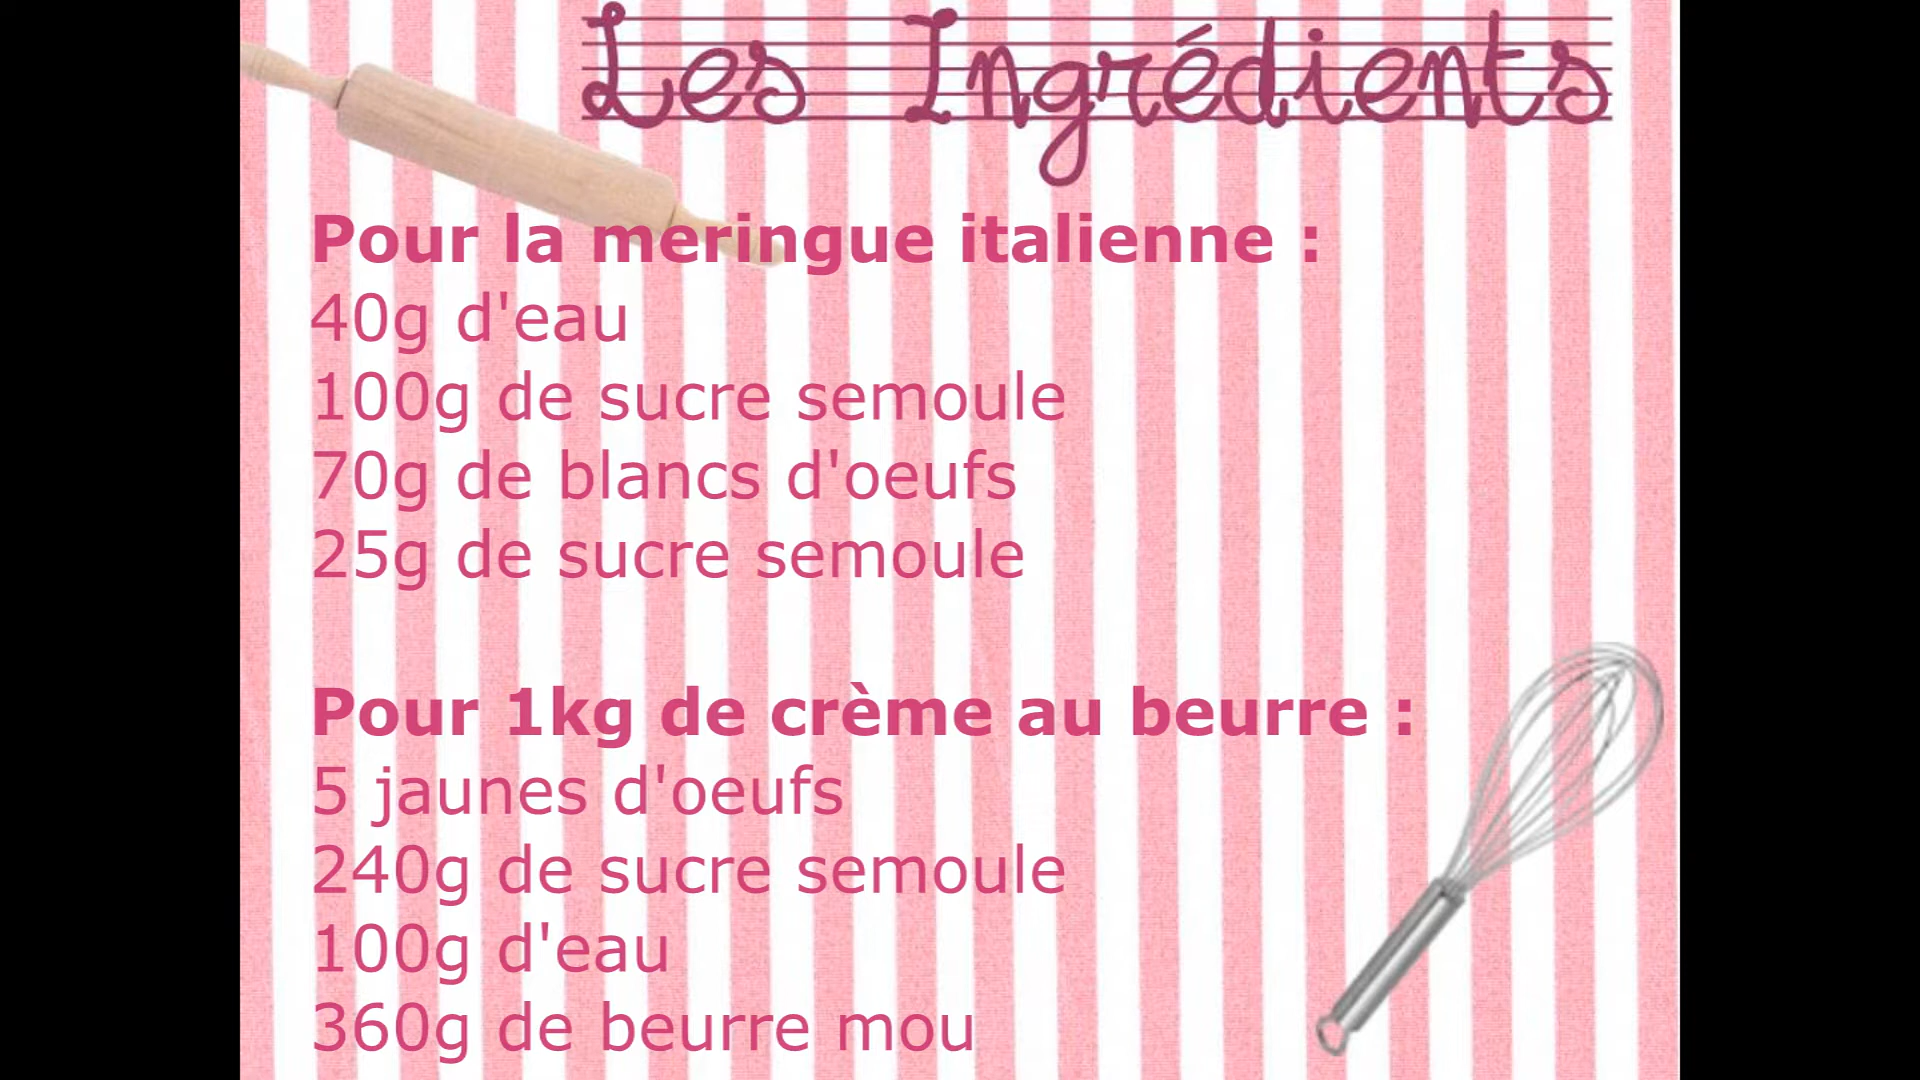 Les Ingrédients
Pour la meringue italienne :
40g d'eau
100g de sucre semoule
70g de blancs d'oeufs
25g de sucre semoule
Pour 1kg de crème au beurre :
5 jaunes d'oeufs
240g de sucre semoule
100g d'eau
360g de beurre mou